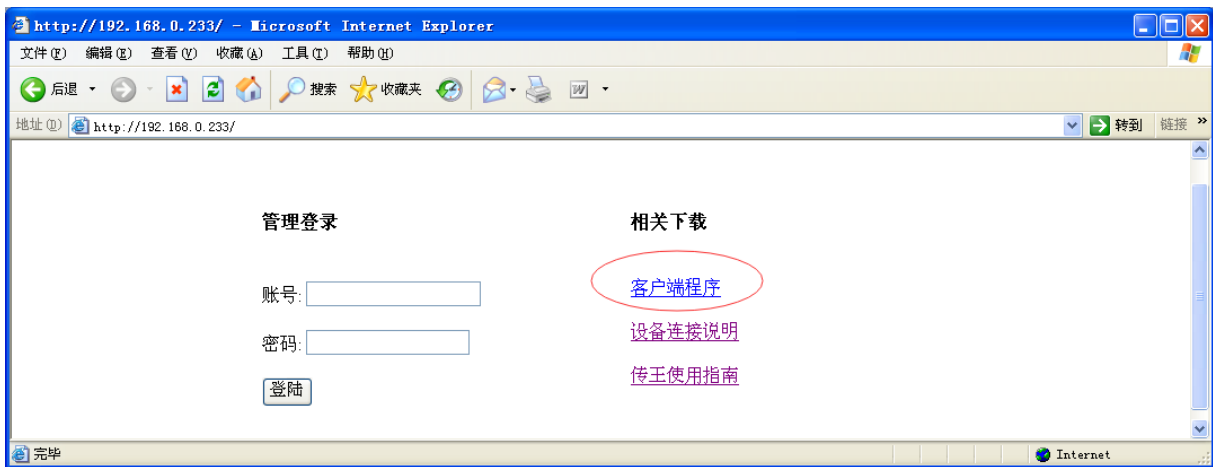 http://192.168.0.233/ - Microsoft Internet Explorer
文件(F) 编辑(E) 查看(V) 收藏(A) 工具(T) 帮助(H)
后退 搜索 收藏夹
地址(D) http://192.168.0.233/ 转到 链接 »
管理登录 相关下载
账号: 客户端程序
密码: 设备连接说明
登陆 传王使用指南
完毕 Internet